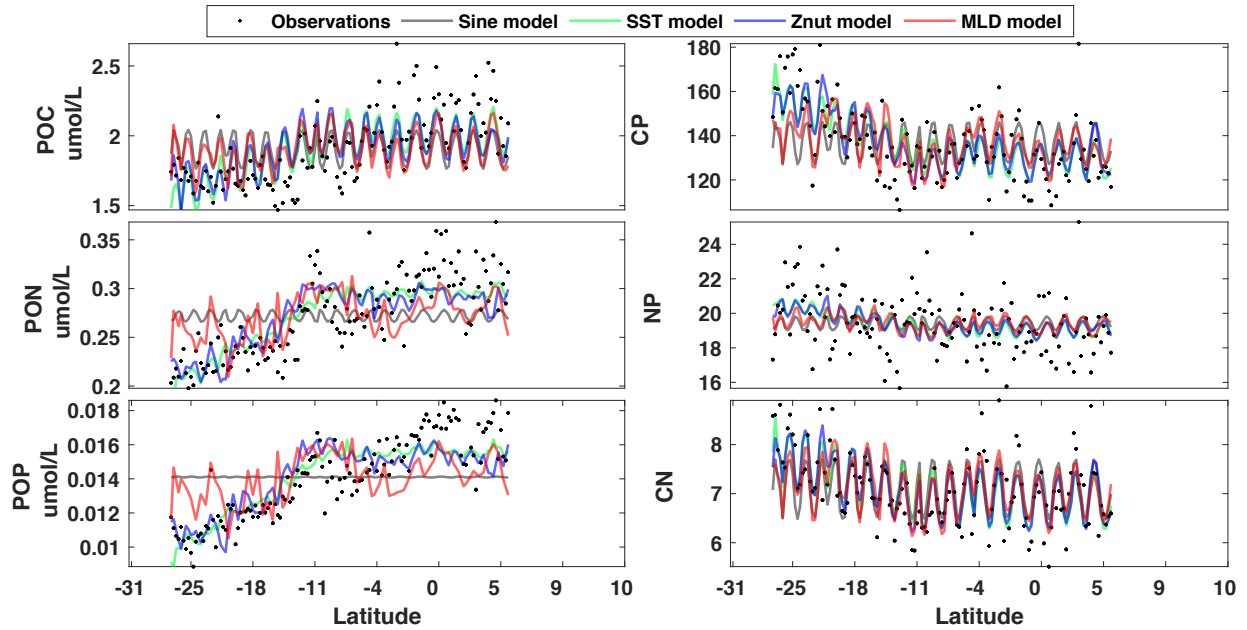 Observations Sine model SST model Znut model MLD model
POC
umol/L
2.5
2
1.5
PON
umol/L
0.35
0.3
0.25
0.2
POP
umol/L
0.018
0.016
0.014
0.012
0.01
-31 -25 -18 -11 -4 0 5 9 10
Latitude
CP
180
160
140
120
NP
24
22
20
18
16
CN
8
7
6
-31 -25 -18 -11 -4 0 5 9 10
Latitude